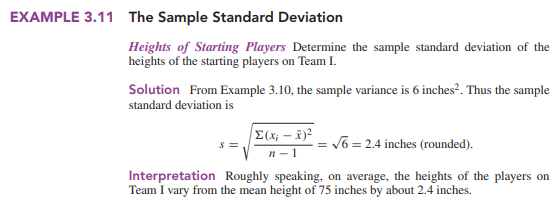 EXAMPLE 3.11 The Sample Standard Deviation
Heights of Starting Players Determine the sample standard deviation of the
heights of the starting players on Team I.
Solution From Example 3.10, the sample variance is 6 inches². Thus the sample
standard deviation is
s = √(Σ(xᵢ − x̄)² / (n − 1)) = √6 = 2.4 inches (rounded).
Interpretation Roughly speaking, on average, the heights of the players on
Team I vary from the mean height of 75 inches by about 2.4 inches.